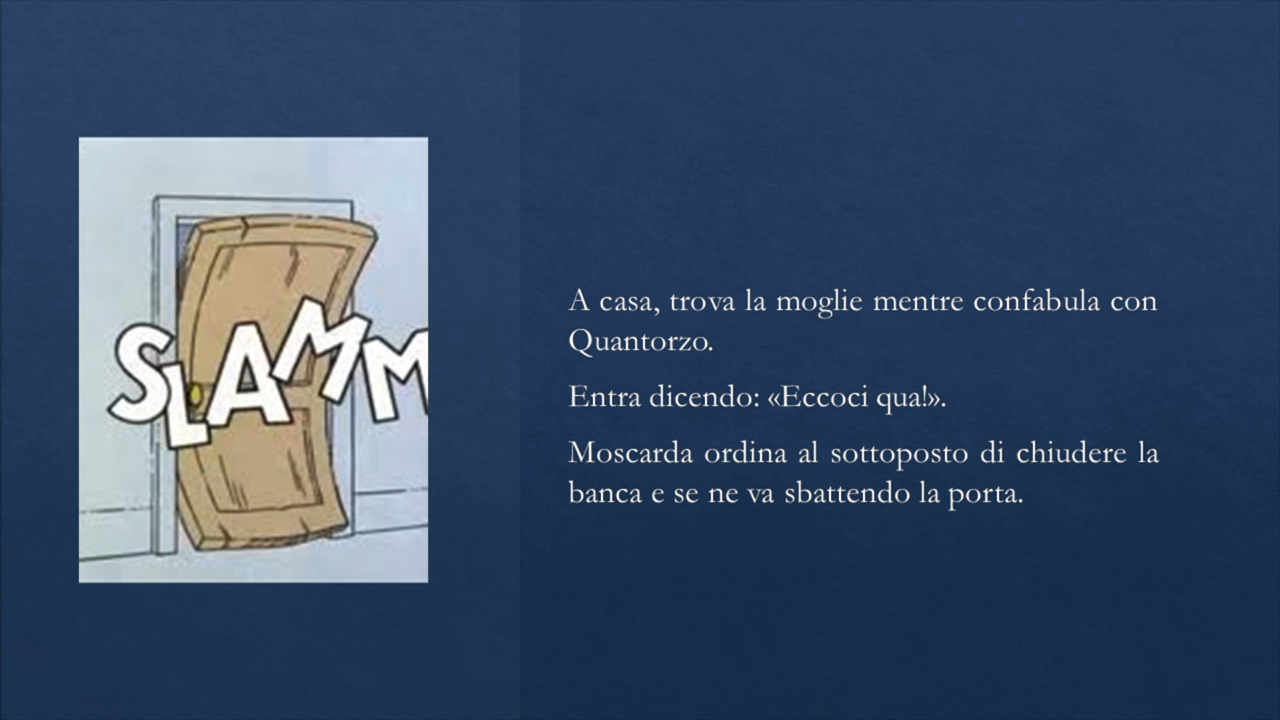 SLAMM
A casa, trova la moglie mentre confabula con
Quantorzo.
Entra dicendo: «Eccoci qua!».
Moscarda ordina al sottoposto di chiudere la
banca e se ne va sbattendo la porta.